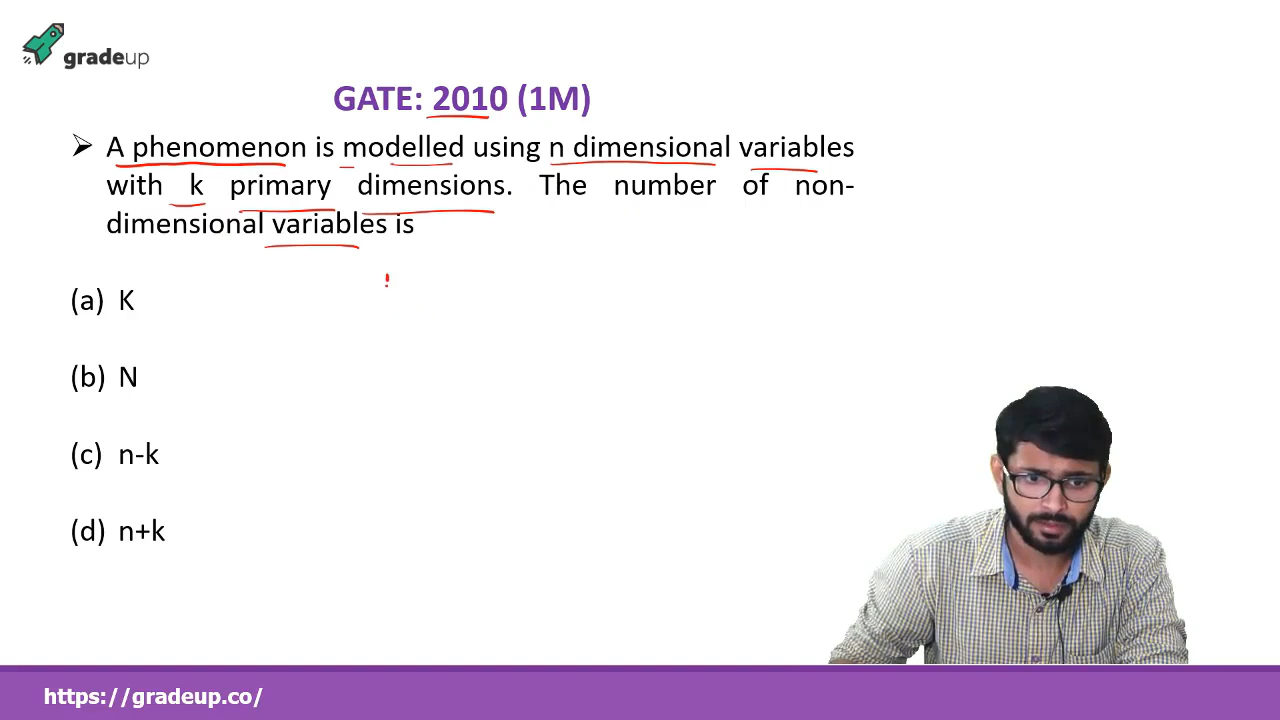 gradeup
GATE: 2010 (1M)
➢ A phenomenon is modelled using n dimensional variables
with k primary dimensions. The number of non-
dimensional variables is
(a) K
(b) N
(c) n-k
(d) n+k
https://gradeup.co/